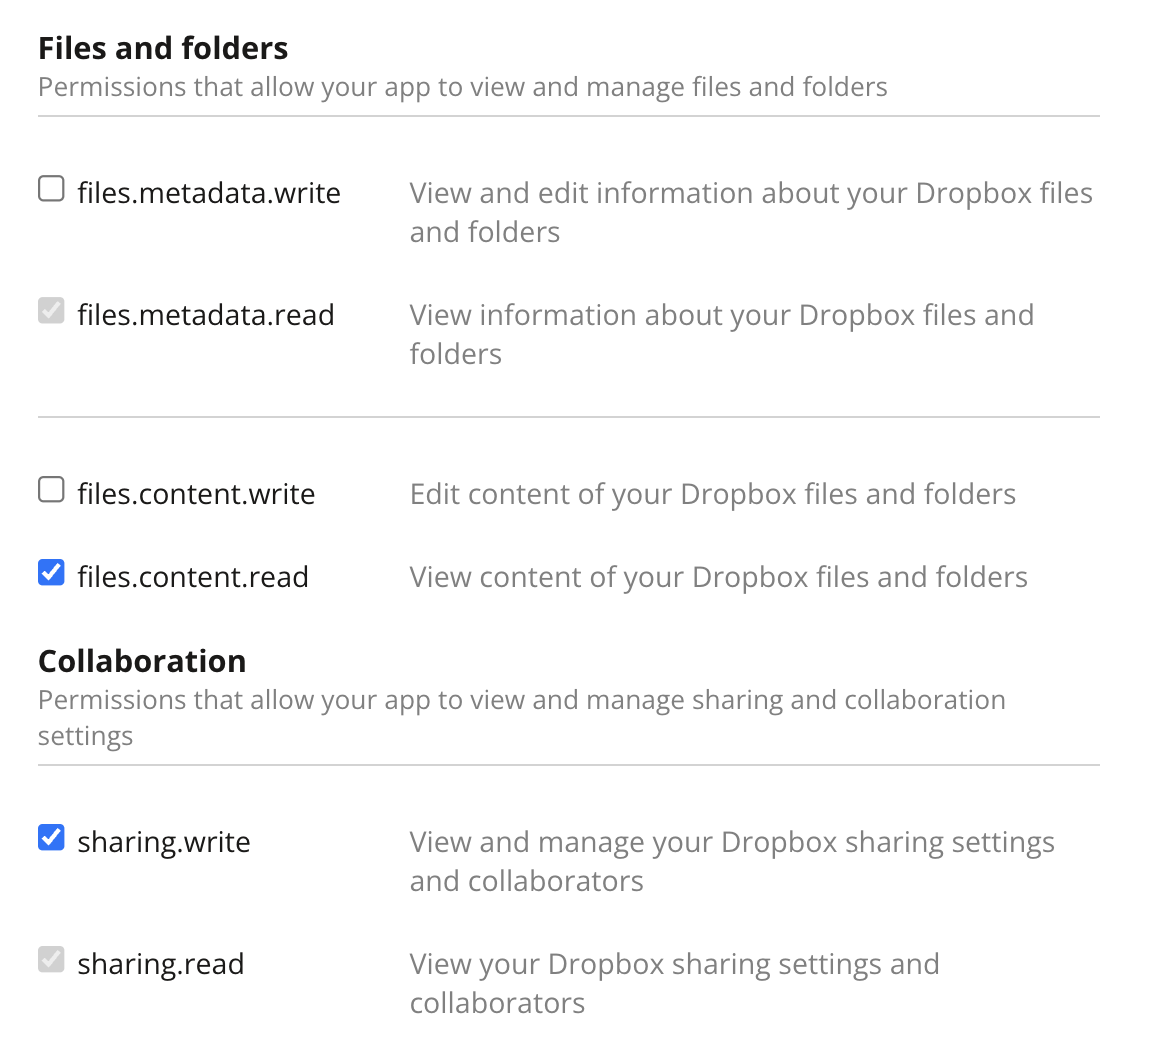 Files and folders
Permissions that allow your app to view and manage files and folders
files.metadata.write View and edit information about your Dropbox files
and folders
files.metadata.read View information about your Dropbox files and
folders
files.content.write Edit content of your Dropbox files and folders
files.content.read View content of your Dropbox files and folders
Collaboration
Permissions that allow your app to view and manage sharing and collaboration
settings
sharing.write View and manage your Dropbox sharing settings
and collaborators
sharing.read View your Dropbox sharing settings and
collaborators